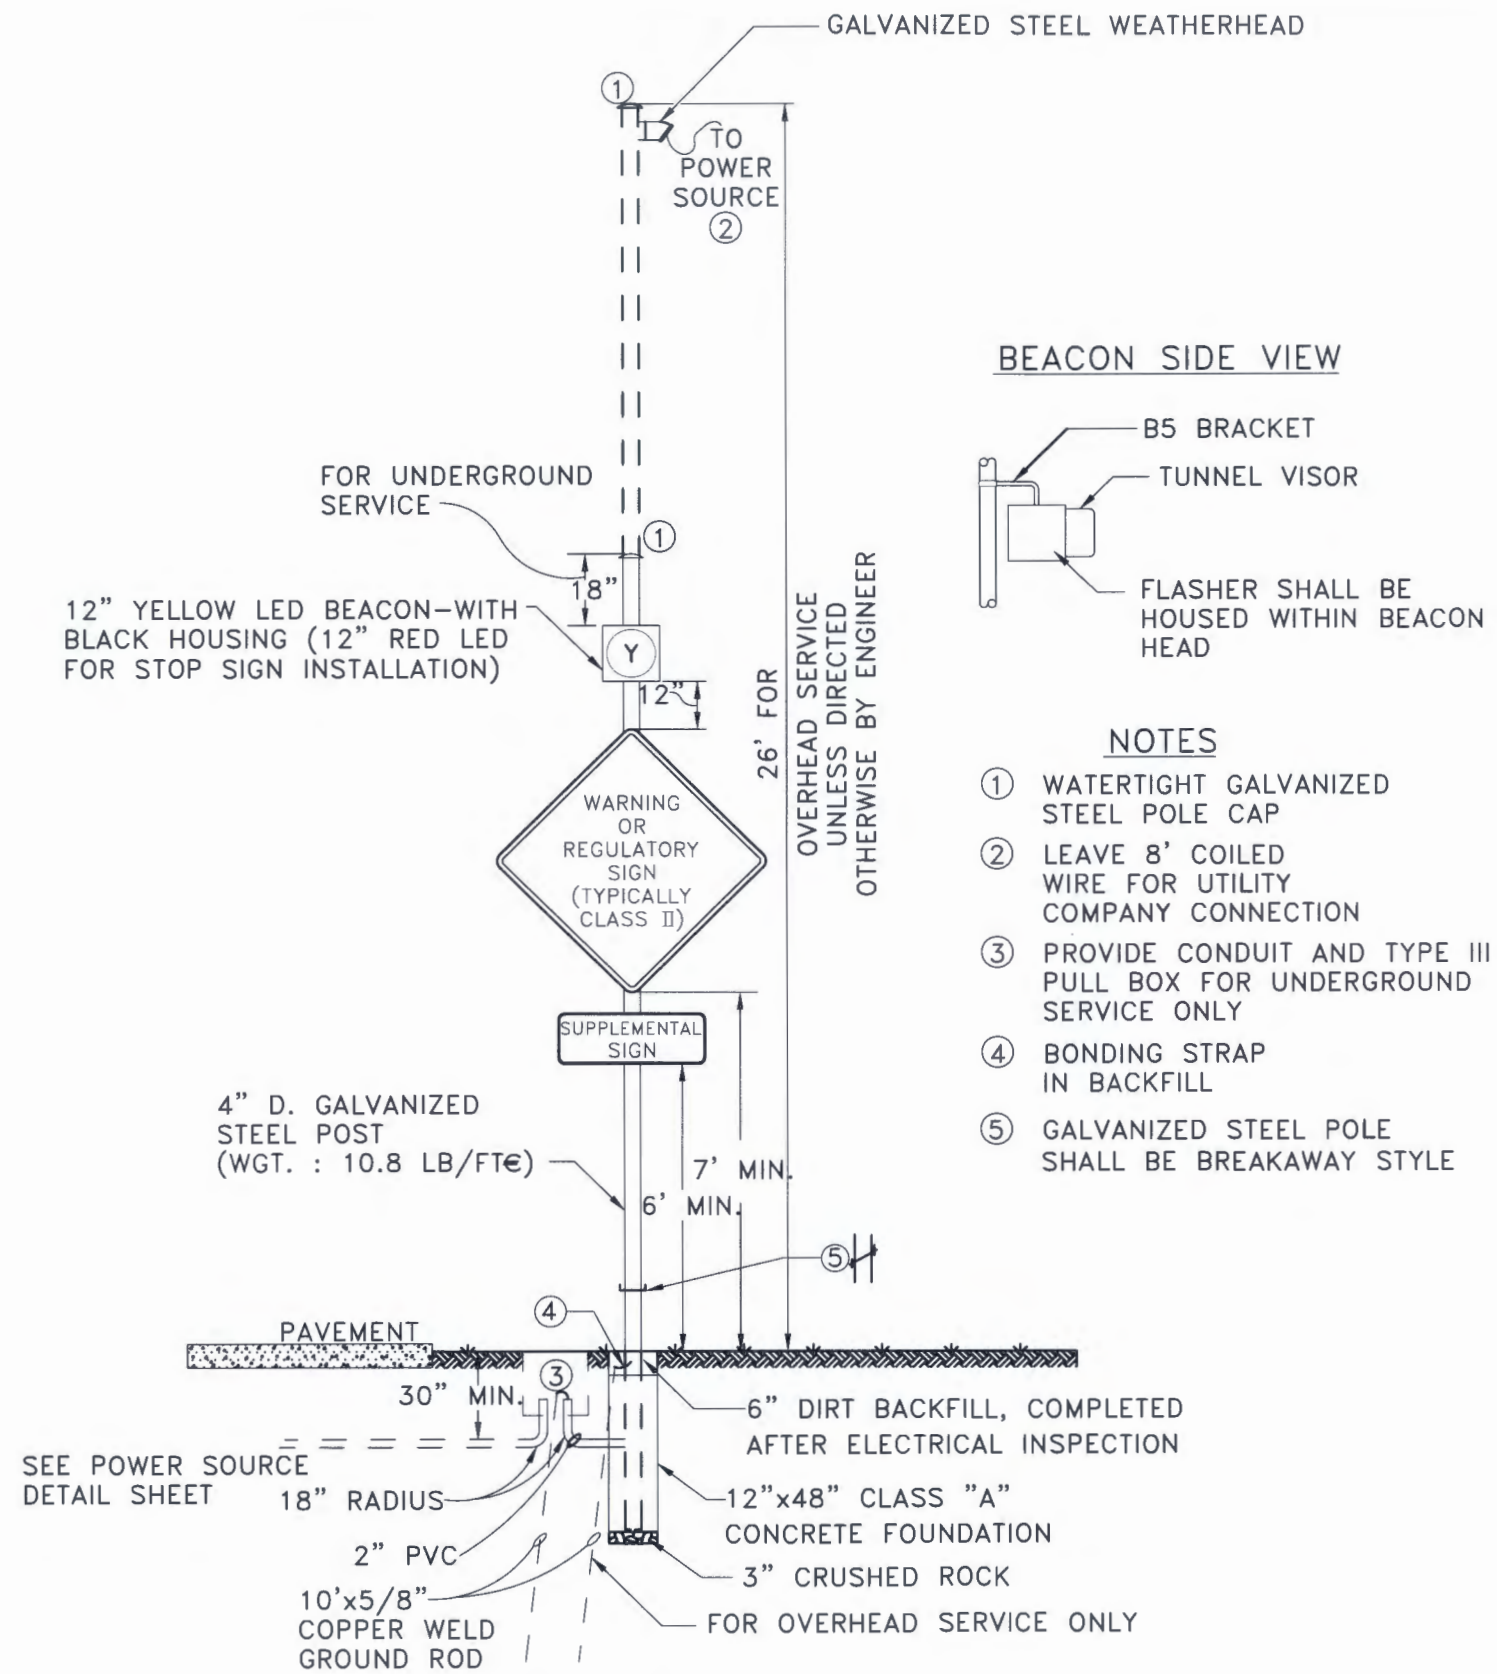 GALVANIZED STEEL WEATHERHEAD
①
TO
POWER
SOURCE
②
FOR UNDERGROUND
SERVICE
①
18"
12" YELLOW LED BEACON-WITH
BLACK HOUSING (12" RED LED
FOR STOP SIGN INSTALLATION)
Y
12"
26' FOR
OVERHEAD SERVICE
UNLESS DIRECTED
OTHERWISE BY ENGINEER
WARNING
OR
REGULATORY
SIGN
(TYPICALLY
CLASS II)
SUPPLEMENTAL
SIGN
4" D. GALVANIZED
STEEL POST
(WGT. : 10.8 LB/FT€)
7' MIN.
6' MIN.
⑤
④
PAVEMENT
③
30" MIN.
6" DIRT BACKFILL, COMPLETED
AFTER ELECTRICAL INSPECTION
SEE POWER SOURCE
DETAIL SHEET
18" RADIUS
12"x48" CLASS "A"
CONCRETE FOUNDATION
2" PVC
3" CRUSHED ROCK
10'x5/8"
COPPER WELD
GROUND ROD
FOR OVERHEAD SERVICE ONLY
BEACON SIDE VIEW
B5 BRACKET
TUNNEL VISOR
FLASHER SHALL BE
HOUSED WITHIN BEACON
HEAD
NOTES
① WATERTIGHT GALVANIZED
STEEL POLE CAP
② LEAVE 8' COILED
WIRE FOR UTILITY
COMPANY CONNECTION
③ PROVIDE CONDUIT AND TYPE III
PULL BOX FOR UNDERGROUND
SERVICE ONLY
④ BONDING STRAP
IN BACKFILL
⑤ GALVANIZED STEEL POLE
SHALL BE BREAKAWAY STYLE